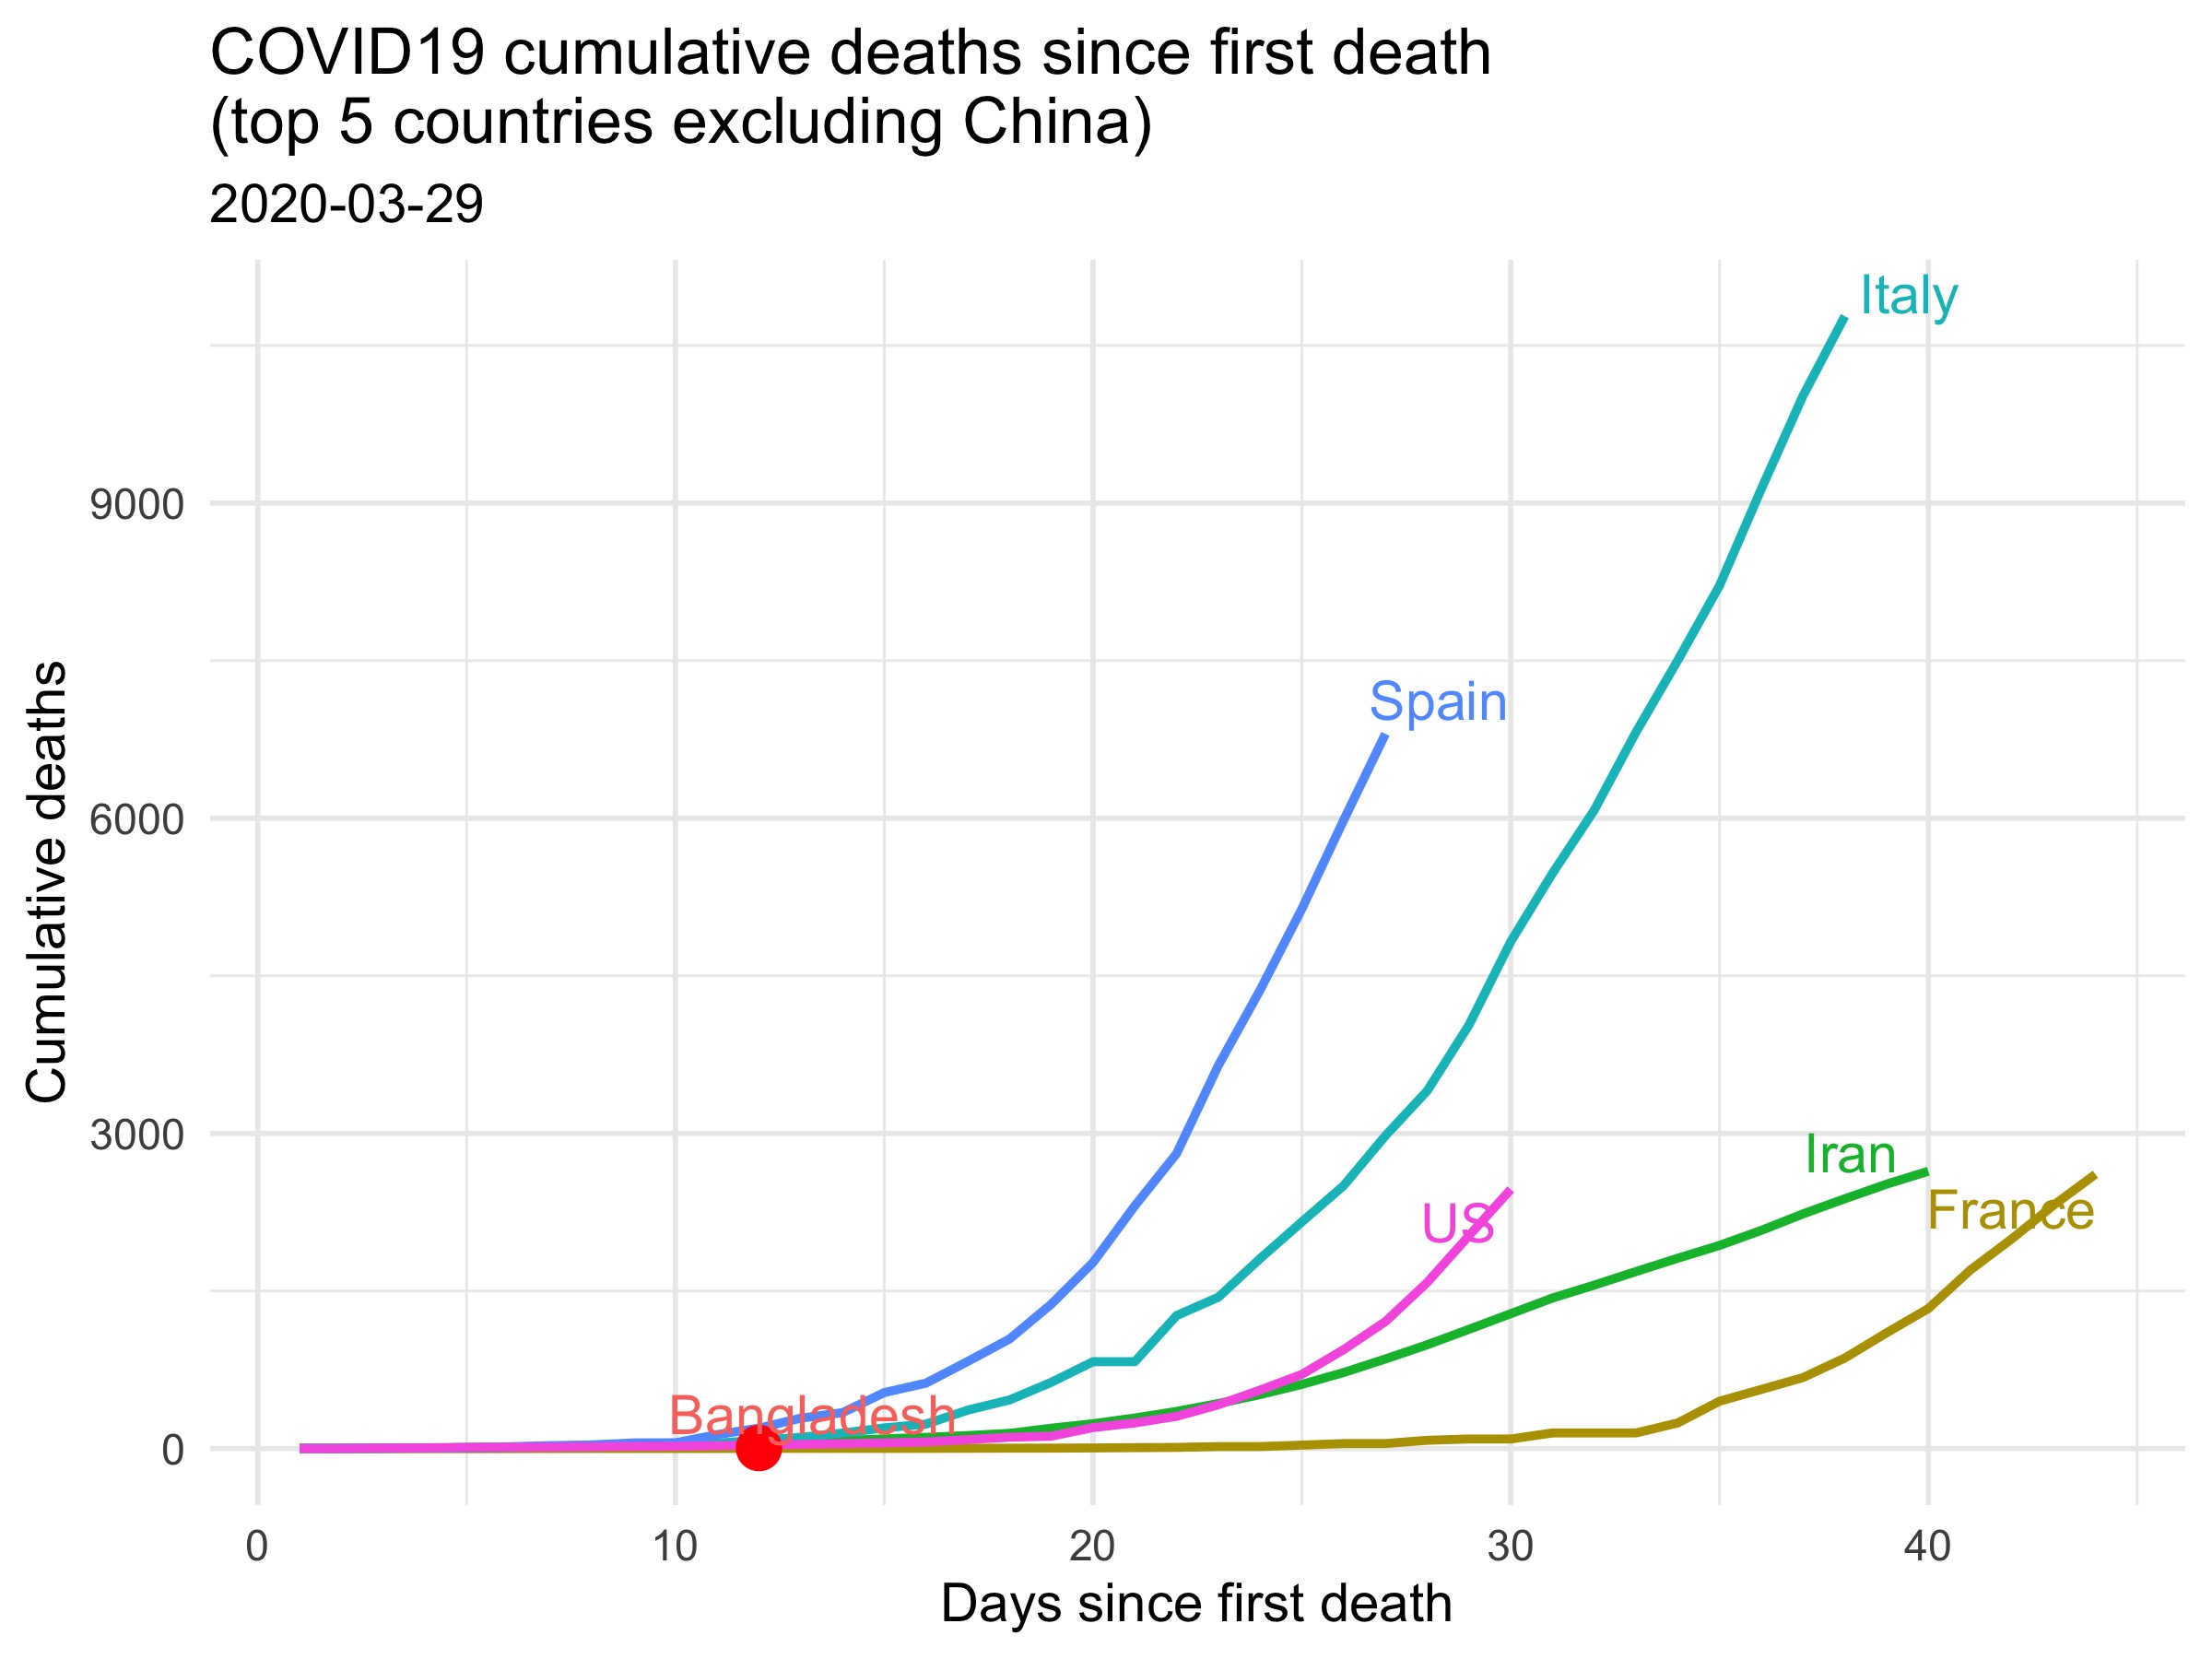 COVID19 cumulative deaths since first death
(top 5 countries excluding China)
2020-03-29
Italy
Spain
Iran
France
US
Bangladesh
Cumulative deaths
9000
6000
3000
0
0 10 20 30 40
Days since first death